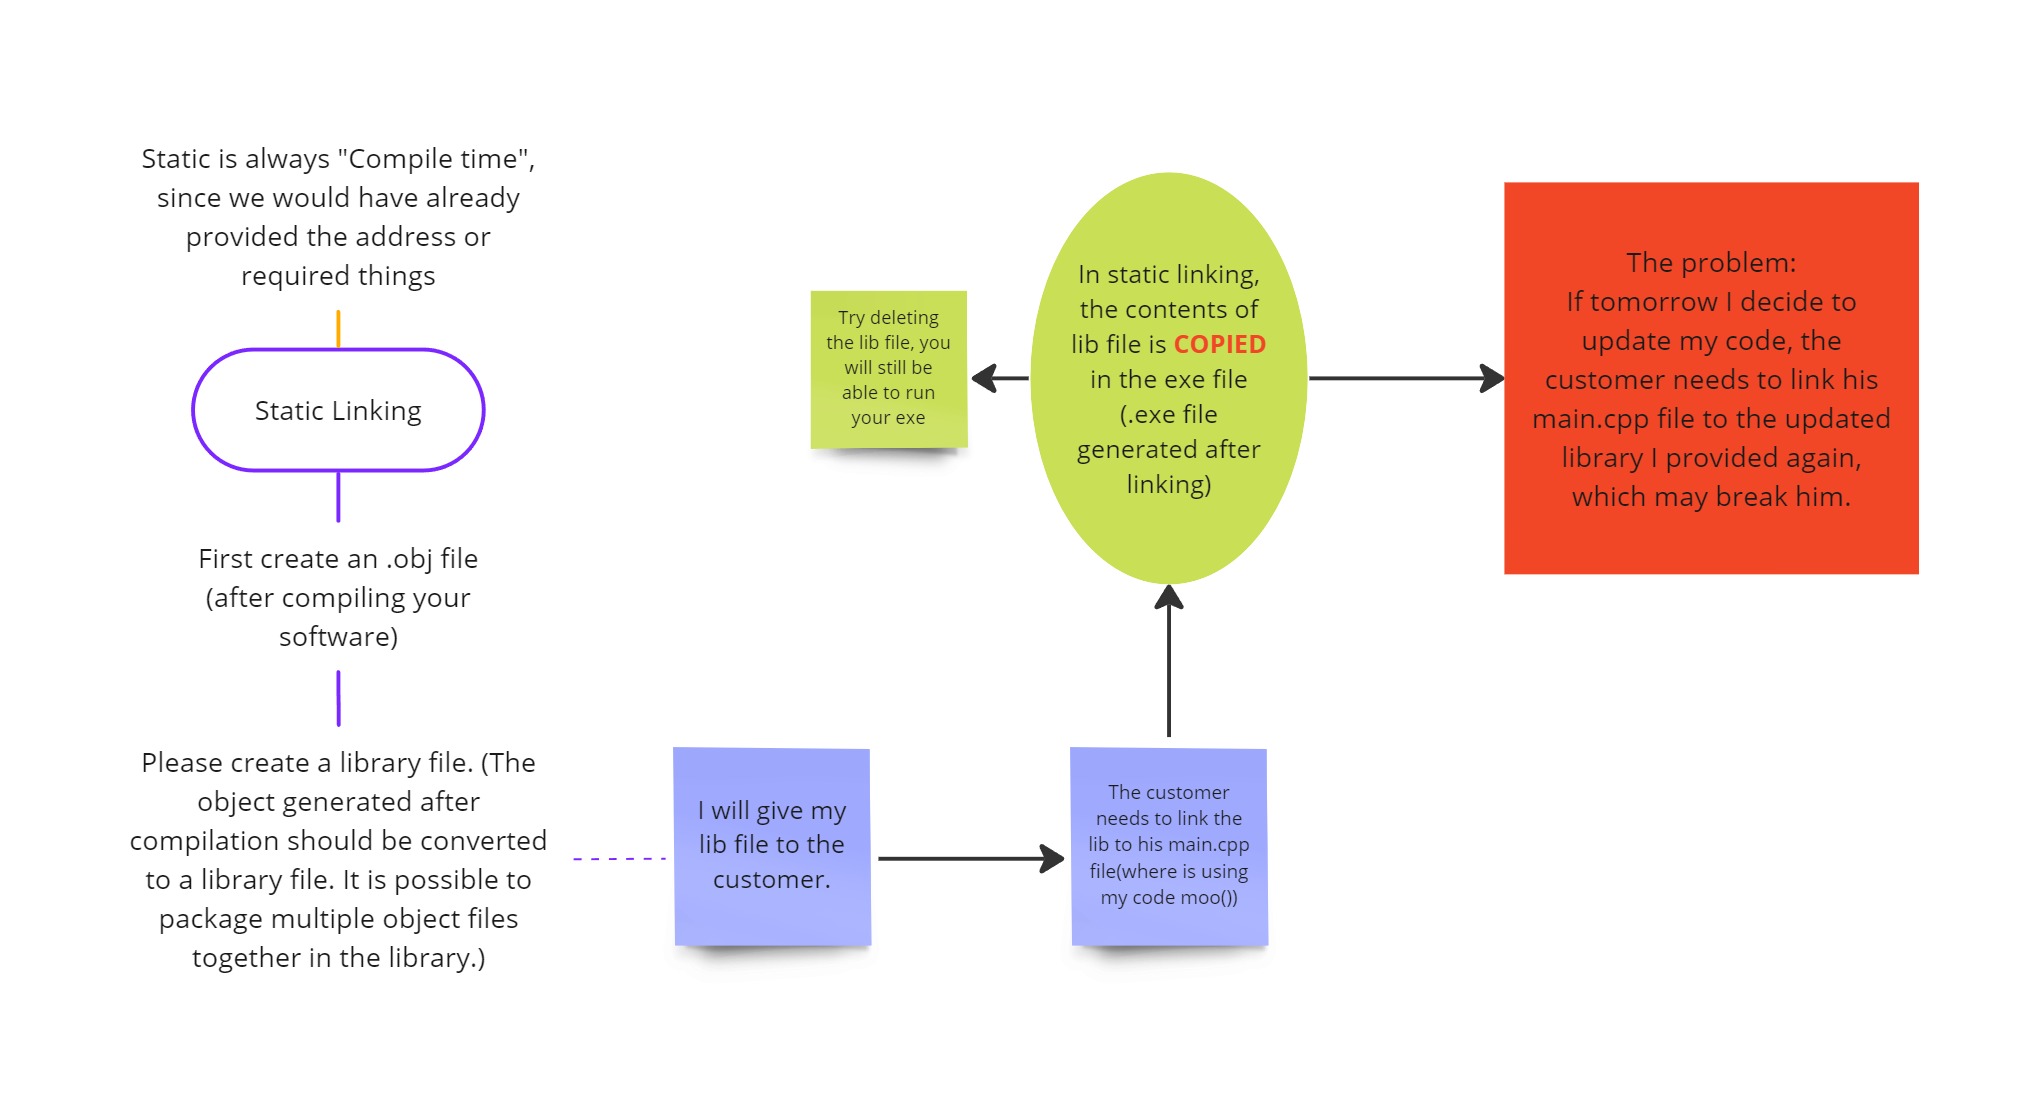 Static is always "Compile time",
since we would have already
provided the address or
required things
Static Linking
First create an .obj file
(after compiling your
software)
Please create a library file. (The
object generated after
compilation should be converted
to a library file. It is possible to
package multiple object files
together in the library.)
I will give my
lib file to the
customer.
The customer
needs to link the
lib to his main.cpp
file(where is using
my code moo())
In static linking,
the contents of
lib file is COPIED
in the exe file
(.exe file
generated after
linking)
Try deleting
the lib file, you
will still be
able to run
your exe
The problem:
If tomorrow I decide to
update my code, the
customer needs to link his
main.cpp file to the updated
library I provided again,
which may break him.